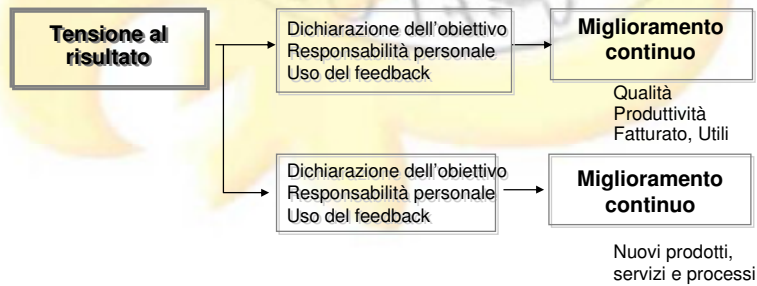 Tensione al
risultato
Dichiarazione dell'obiettivo
Responsabilità personale
Uso del feedback
Miglioramento
continuo
Qualità
Produttività
Fatturato, Utili
Dichiarazione dell'obiettivo
Responsabilità personale
Uso del feedback
Miglioramento
continuo
Nuovi prodotti,
servizi e processi